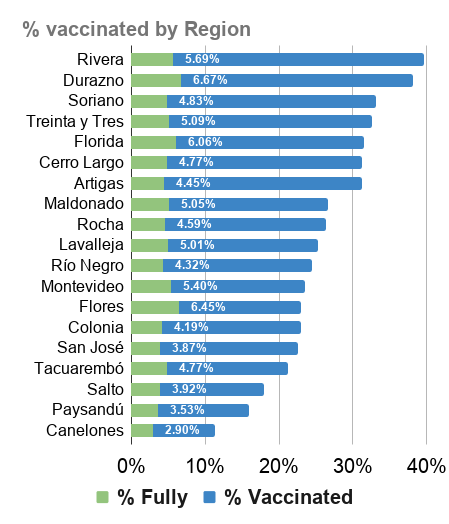 % vaccinated by Region
Rivera 5.69%
Durazno 6.67%
Soriano 4.83%
Treinta y Tres 5.09%
Florida 6.06%
Cerro Largo 4.77%
Artigas 4.45%
Maldonado 5.05%
Rocha 4.59%
Lavalleja 5.01%
Río Negro 4.32%
Montevideo 5.40%
Flores 6.45%
Colonia 4.19%
San José 3.87%
Tacuarembó 4.77%
Salto 3.92%
Paysandú 3.53%
Canelones 2.90%
0% 10% 20% 30% 40%
% Fully % Vaccinated